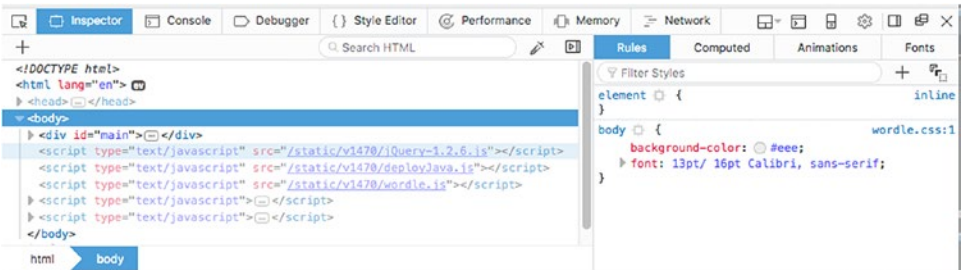 Inspector Console Debugger { } Style Editor Performance Memory Network
+ Search HTML
<!DOCTYPE html>
<html lang="en"> ev
<head>…</head>
<body>
<div id="main">…</div>
<script type="text/javascript" src="/static/v1470/jQuery-1.2.6.js"></script>
<script type="text/javascript" src="/static/v1470/deployJava.js"></script>
<script type="text/javascript" src="/static/v1470/wordle.js"></script>
<script type="text/javascript">…</script>
<script type="text/javascript">…</script>
</body>
html body
Rules Computed Animations Fonts
Filter Styles +
element { inline
}
body { wordle.css:1
background-color: #eee;
font: 13pt/ 16pt Calibri, sans-serif;
}